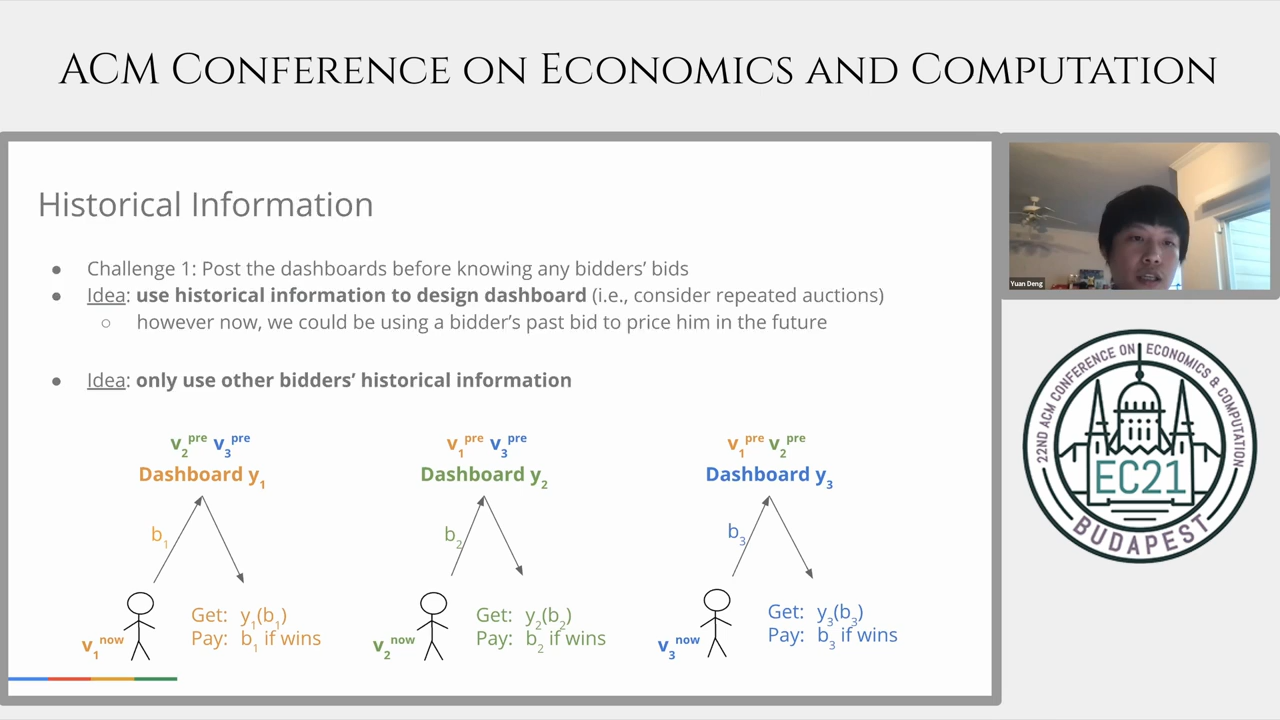 ACM CONFERENCE ON ECONOMICS AND COMPUTATION
Historical Information
● Challenge 1: Post the dashboards before knowing any bidders’ bids
● Idea: use historical information to design dashboard (i.e., consider repeated auctions)
○ however now, we could be using a bidder’s past bid to price him in the future
● Idea: only use other bidders’ historical information
v2pre v3pre
Dashboard y1
b1
Get: y1(b1)
Pay: b1 if wins
v1now
v1pre v3pre
Dashboard y2
b2
Get: y2(b2)
Pay: b2 if wins
v2now
v1pre v2pre
Dashboard y3
b3
Get: y3(b3)
Pay: b3 if wins
v3now
Yuan Deng
22ND ACM CONFERENCE ON ECONOMICS & COMPUTATION
EC21
BUDAPEST